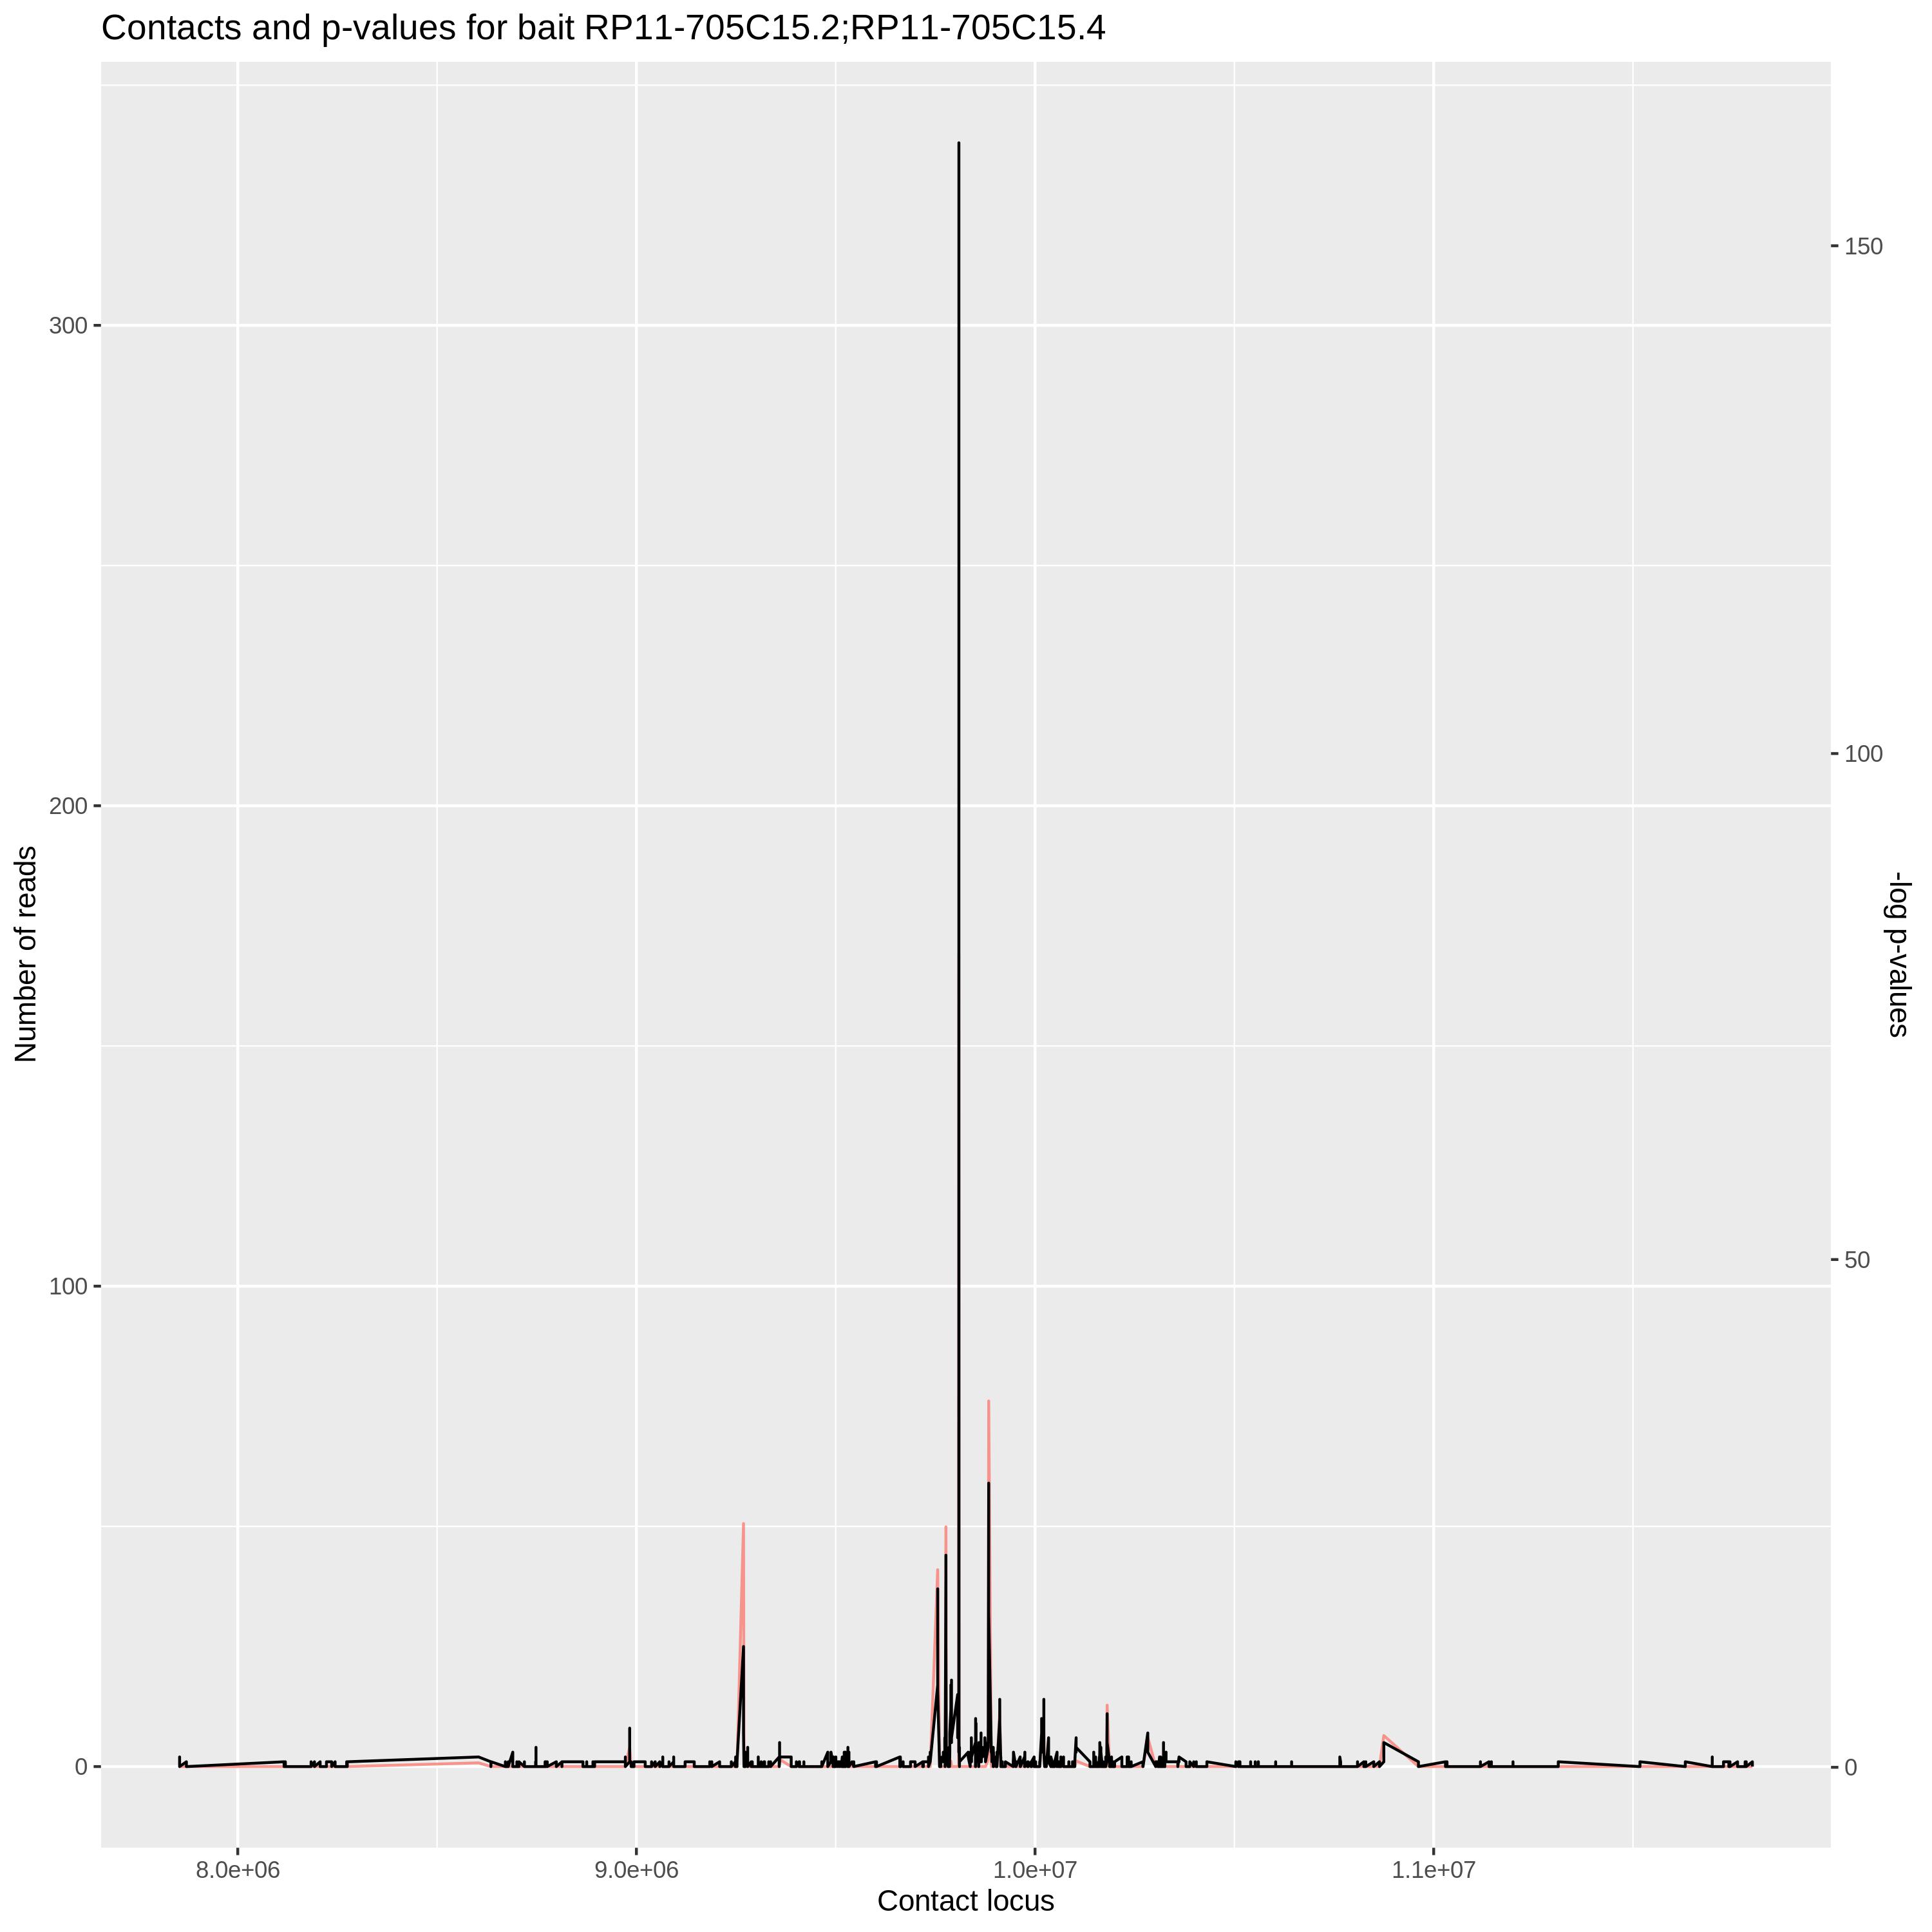 Contacts and p-values for bait RP11-705C15.2;RP11-705C15.4
Number of reads
300
200
100
0
150
100
50
0
-log p-values
8.0e+06 9.0e+06 1.0e+07 1.1e+07
Contact locus